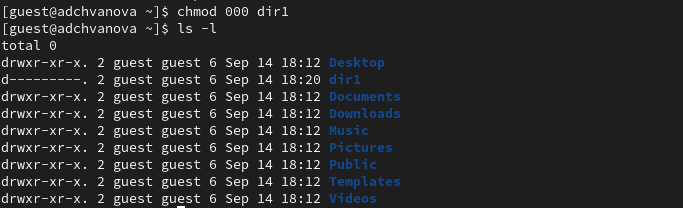 [guest@adchvanova ~]$ chmod 000 dir1
[guest@adchvanova ~]$ ls -l
total 0
drwxr-xr-x. 2 guest guest 6 Sep 14 18:12 Desktop
d---------. 2 guest guest 6 Sep 14 18:20 dir1
drwxr-xr-x. 2 guest guest 6 Sep 14 18:12 Documents
drwxr-xr-x. 2 guest guest 6 Sep 14 18:12 Downloads
drwxr-xr-x. 2 guest guest 6 Sep 14 18:12 Music
drwxr-xr-x. 2 guest guest 6 Sep 14 18:12 Pictures
drwxr-xr-x. 2 guest guest 6 Sep 14 18:12 Public
drwxr-xr-x. 2 guest guest 6 Sep 14 18:12 Templates
drwxr-xr-x. 2 guest guest 6 Sep 14 18:12 Videos